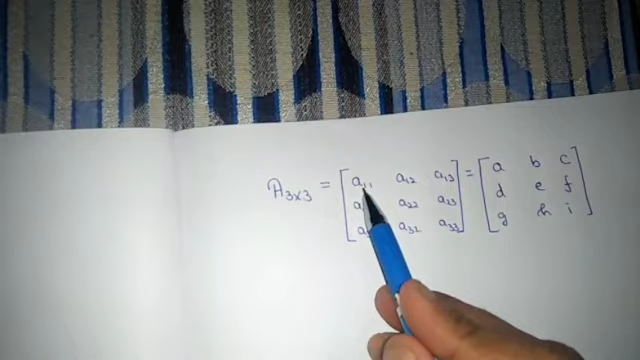 A3x3 = [ a11 a12 a13 ] = [ a b c ]
a a22 a23 d e f
a a32 a33 g h i